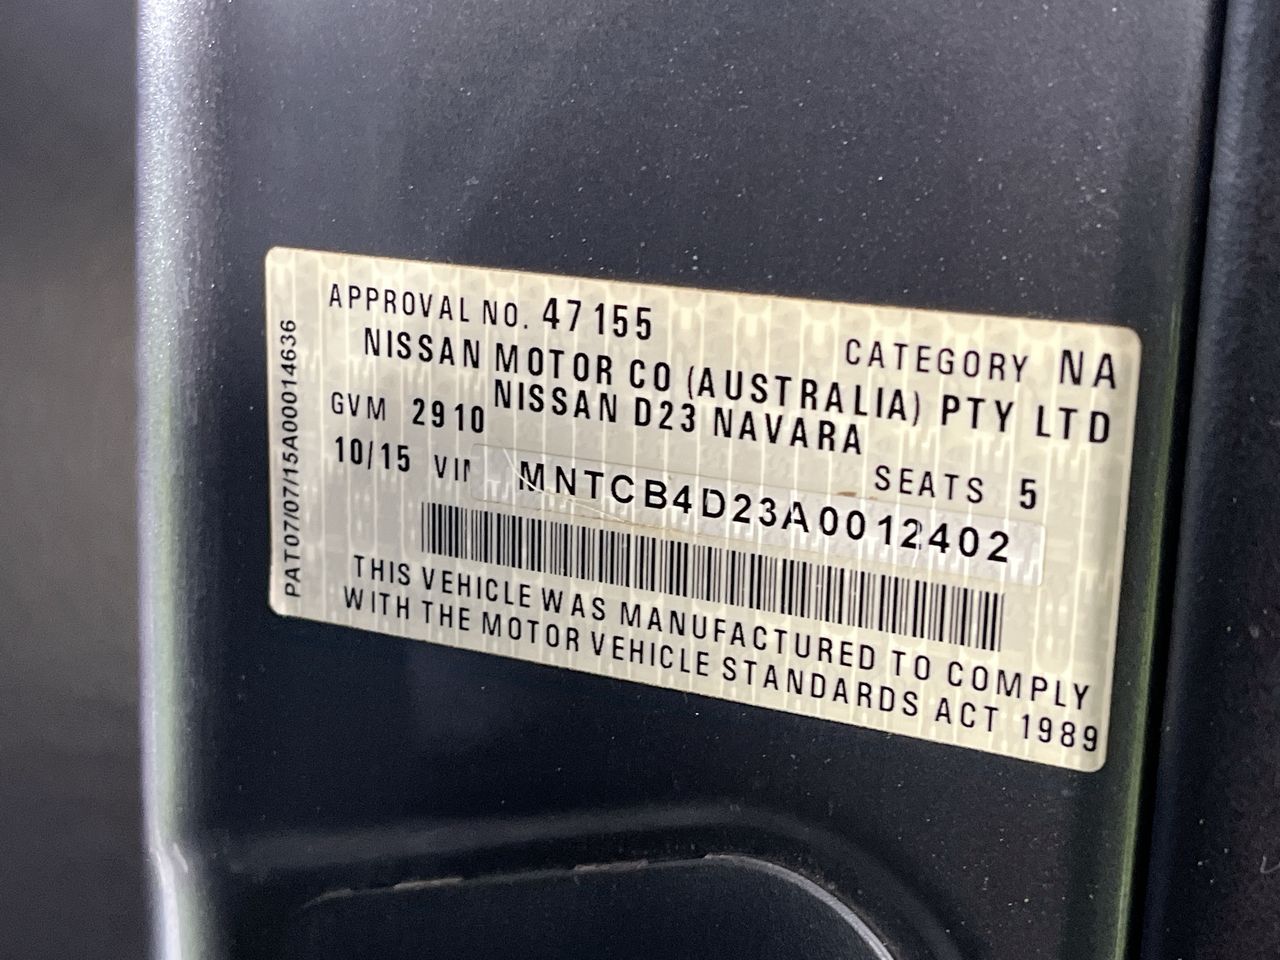 APPROVAL NO. 47155
CATEGORY NA
NISSAN MOTOR CO (AUSTRALIA) PTY LTD
NISSAN D23 NAVARA
GVM 2910
SEATS 5
10/15 VIN MNTCB4D23A0012402
THIS VEHICLE WAS MANUFACTURED TO COMPLY
WITH THE MOTOR VEHICLE STANDARDS ACT 1989
PAT07/07/15A00014636